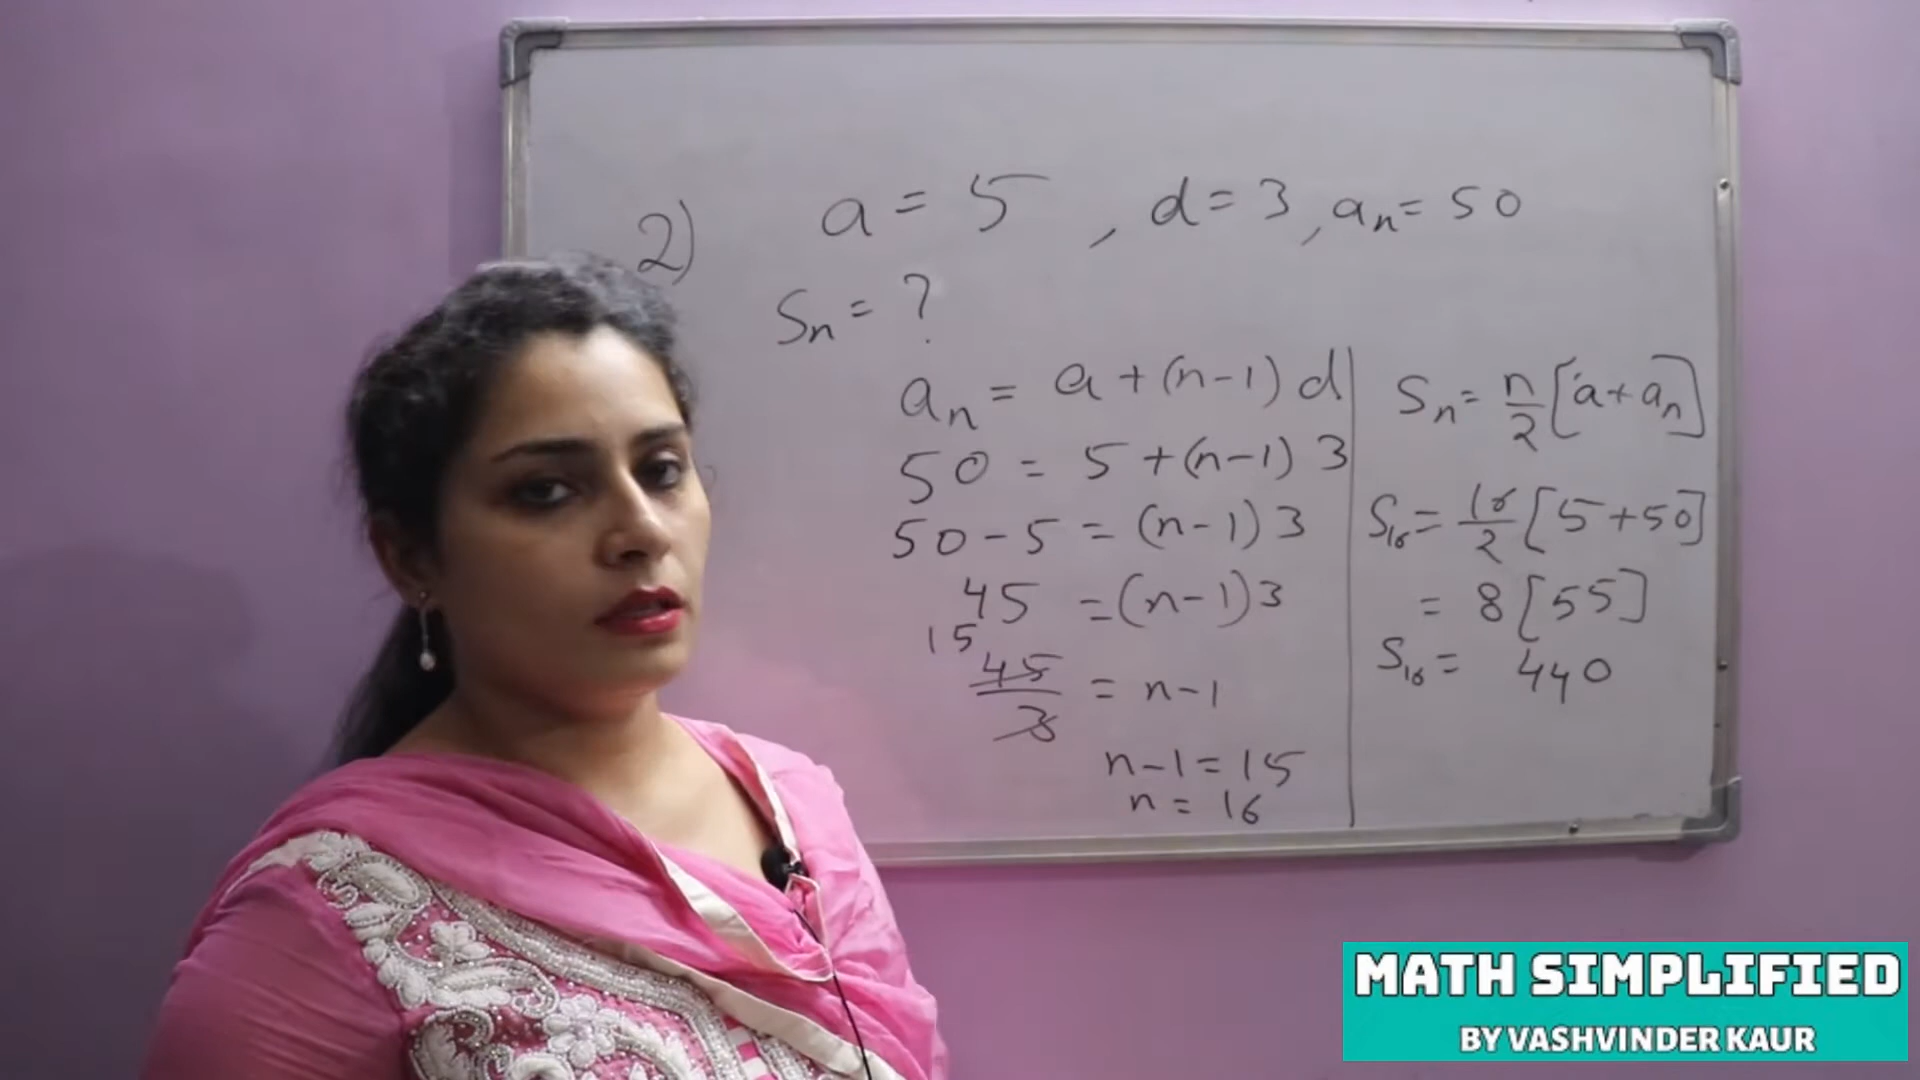 2) a = 5 , d = 3 , an = 50
Sn = ?
an = a + (n-1) d
50 = 5 + (n-1) 3
50 - 5 = (n-1) 3
45 = (n-1) 3
15
45/3 = n-1
n-1 = 15
n = 16
Sn = n/2 [a + an]
S16 = 16/2 [5 + 50]
= 8 [55]
S16 = 440
MATH SIMPLIFIED
BY VASHVINDER KAUR